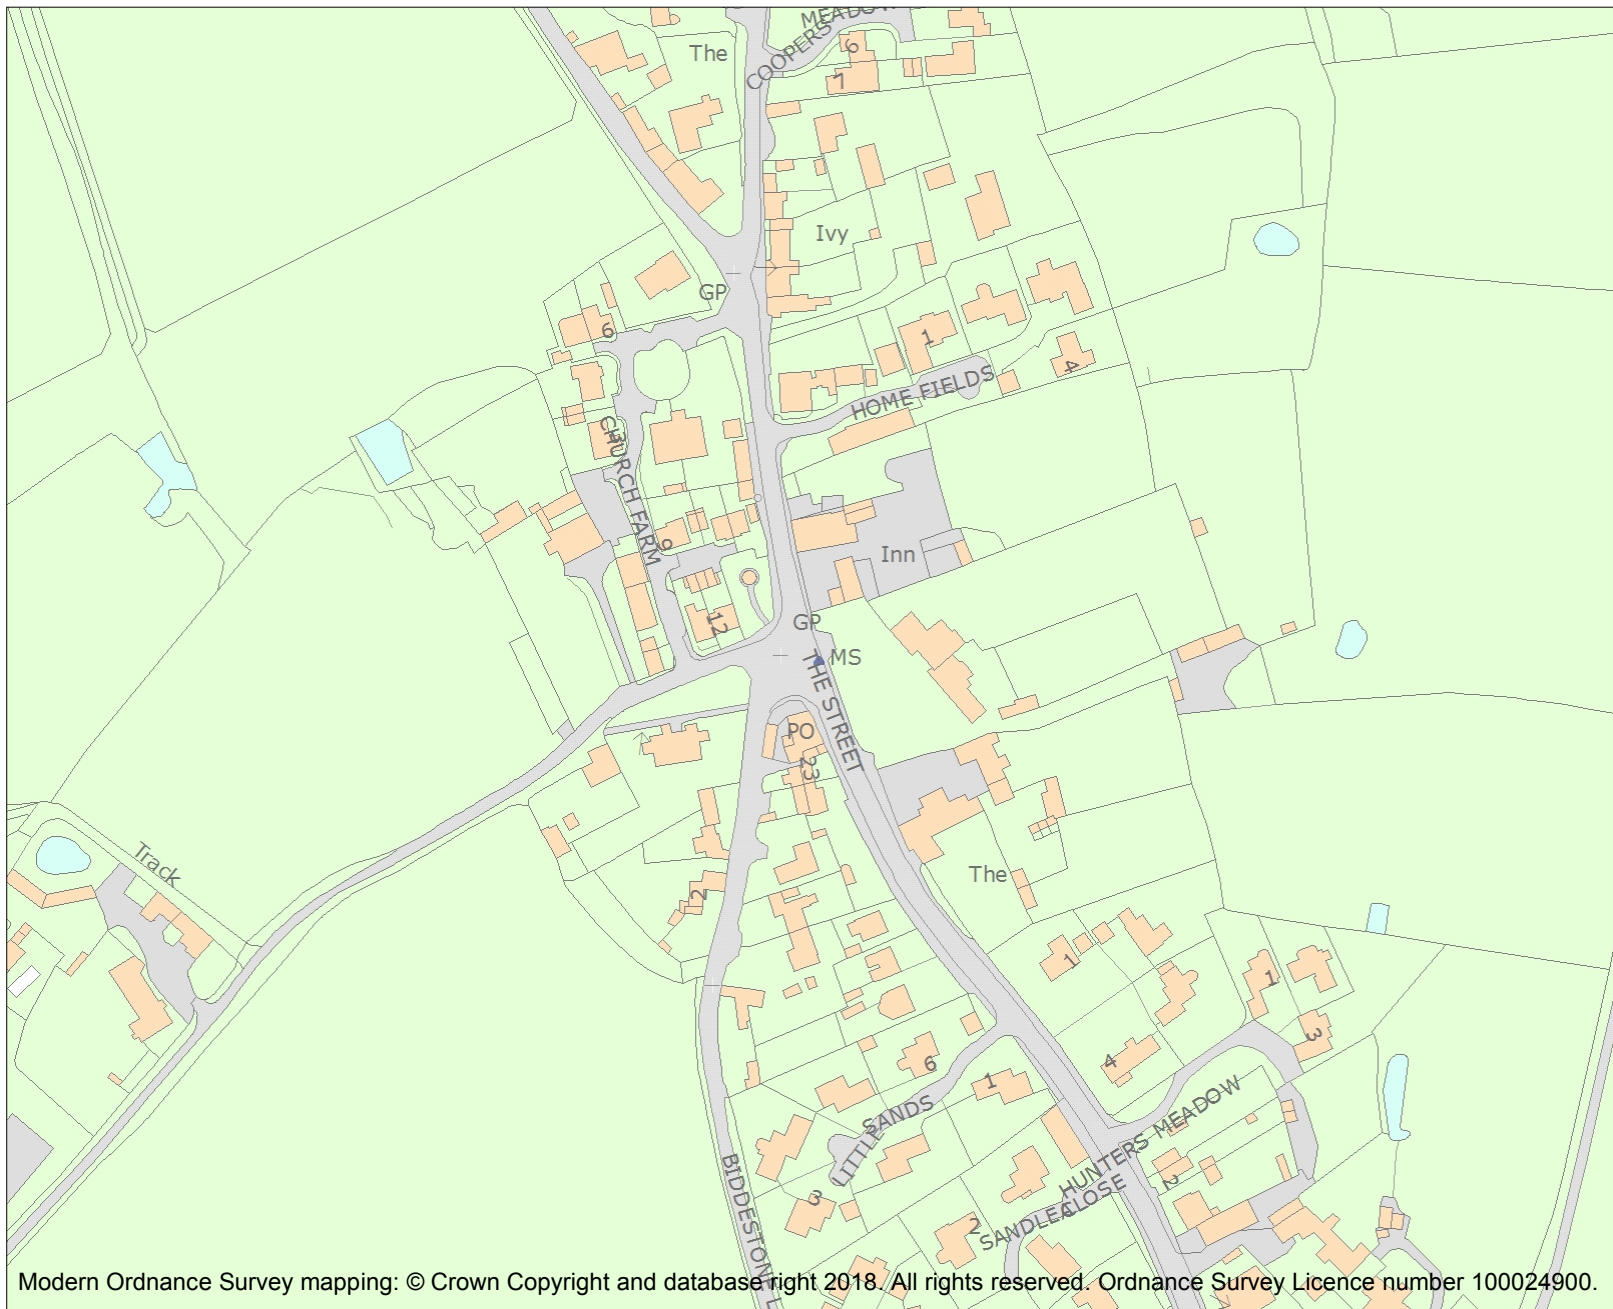 MEADOW
COOPERS
The
6
7
Ivy
GP
6
1
4
HOME FIELDS
CHURCH FARM
9
Inn
12
GP
MS
THE STREET
PO
23
Track
The
2
1
1
3
6
4
1
LITTLE SANDS
HUNTERS MEADOW
3
2
SANDLEA CLOSE
2
BIDDESTONE L
Modern Ordnance Survey mapping: © Crown Copyright and database right 2018. All rights reserved. Ordnance Survey Licence number 100024900.